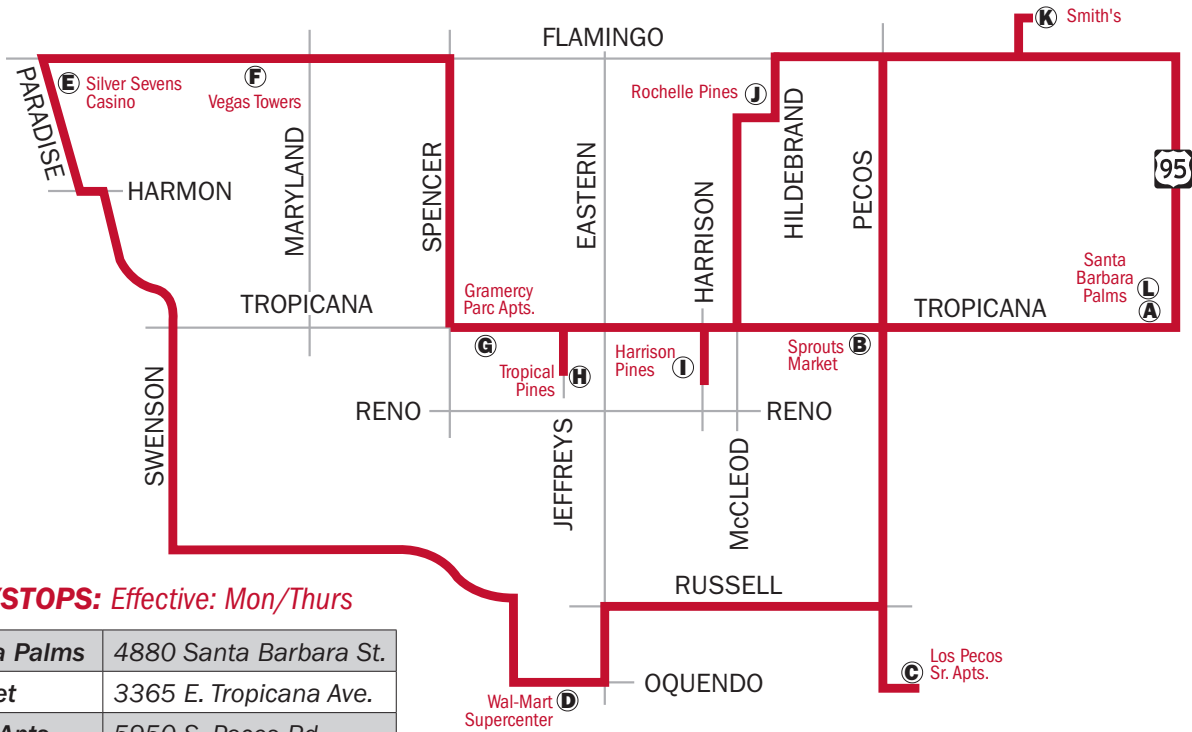 FLAMINGO
K Smith's
E Silver Sevens
Casino
F
Vegas Towers
Rochelle Pines J
PARADISE
HARMON
MARYLAND
SPENCER
EASTERN
HARRISON
HILDEBRAND
PECOS
95
Santa
Barbara
Palms
L
A
TROPICANA
Gramercy
Parc Apts.
TROPICANA
G
Tropical
Pines
H
Harrison
Pines
I
Sprouts
Market
B
SWENSON
RENO
RENO
JEFFREYS
McCLEOD
RUSSELL
STOPS: Effective: Mon/Thurs
Palms 4880 Santa Barbara St.
3365 E. Tropicana Ave.
OQUENDO
Wal-Mart
Supercenter
D
C
Los Pecos
Sr. Apts.
5950 S. Pecos Rd.